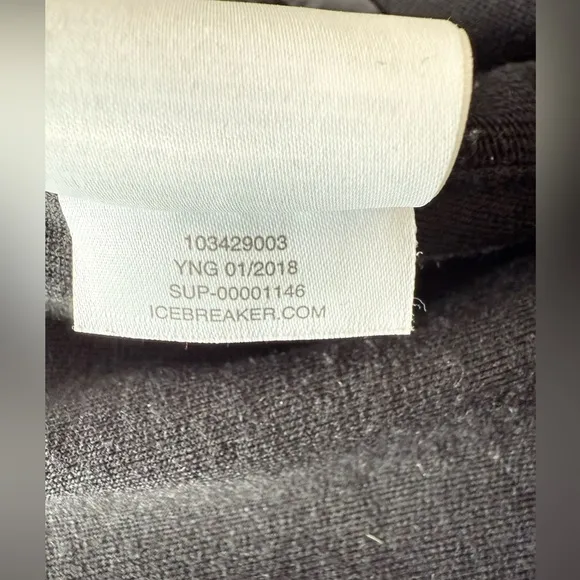 103429003
YNG 01/2018
SUP-00001146
ICEBREAKER.COM